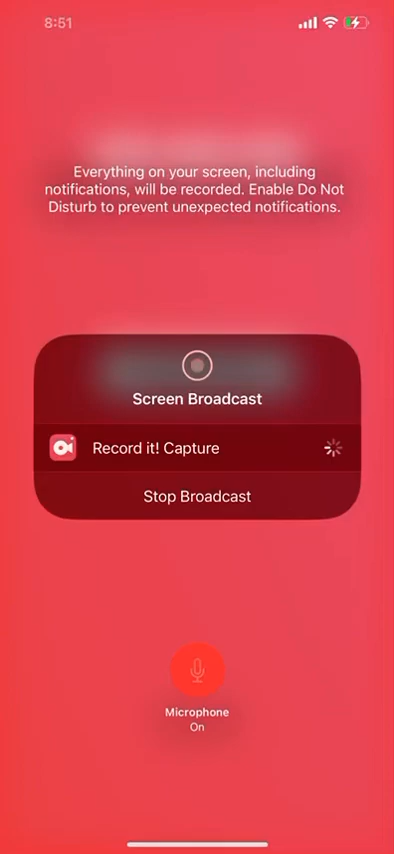 8:51
Everything on your screen, including
notifications, will be recorded. Enable Do Not
Disturb to prevent unexpected notifications.
Screen Broadcast
Record it! Capture
Stop Broadcast
Microphone
On